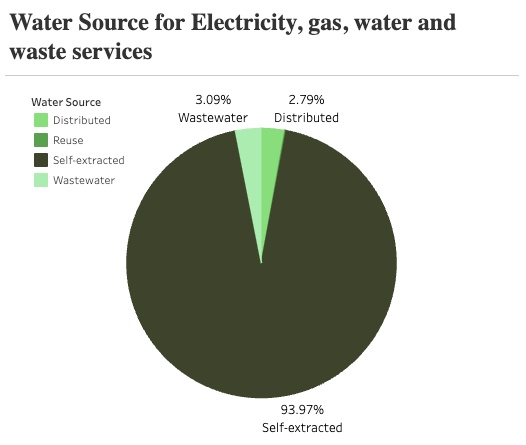 Water Source for Electricity, gas, water and
waste services
Water Source
Distributed
Reuse
Self-extracted
Wastewater
3.09%
Wastewater
2.79%
Distributed
93.97%
Self-extracted